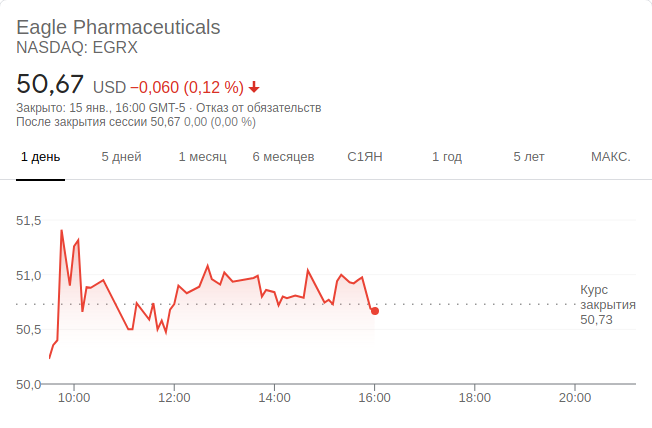 Eagle Pharmaceuticals
NASDAQ: EGRX
50,67 USD −0,060 (0,12 %)
Закрыто: 15 янв., 16:00 GMT-5 · Отказ от обязательств
После закрытия сессии 50,67 0,00 (0,00 %)
1 день 5 дней 1 месяц 6 месяцев С1ЯН 1 год 5 лет МАКС.
51,5
51,0
Курс
закрытия
50,73
50,5
50,0
10:00 12:00 14:00 16:00 18:00 20:00